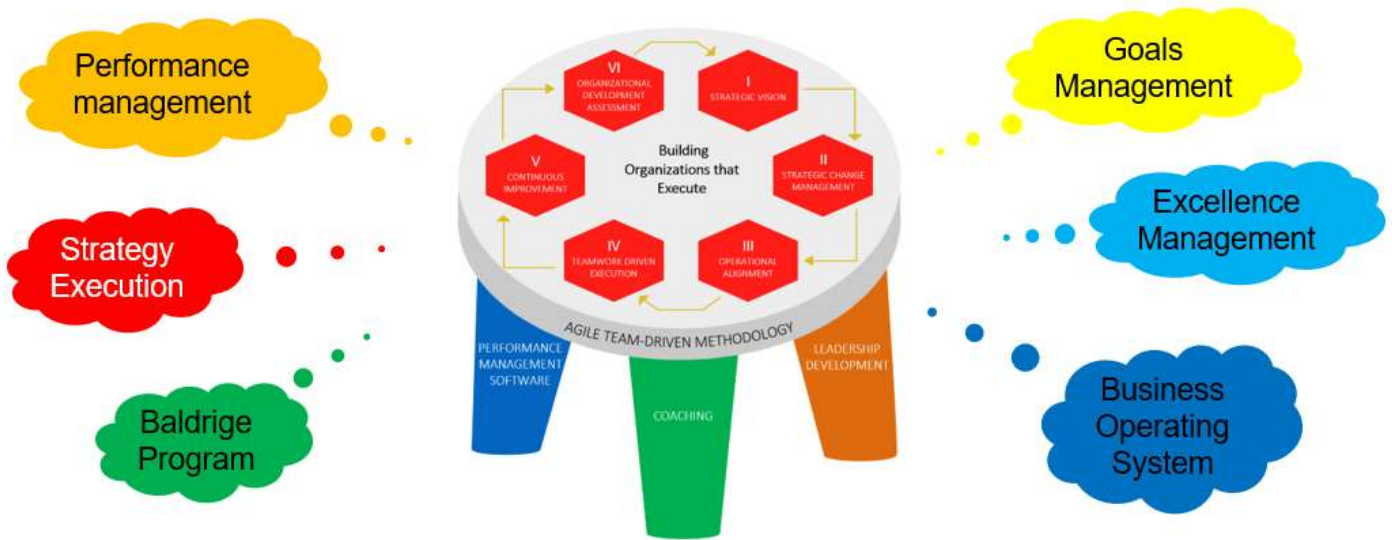 Performance
management
Strategy
Execution
Baldrige
Program
VI
ORGANIZATIONAL
DEVELOPMENT
ASSESSMENT
I
STRATEGIC VISION
V
CONTINUOUS
IMPROVEMENT
Building
Organizations that
Execute
II
STRATEGIC CHANGE
MANAGEMENT
IV
TEAMWORK DRIVEN
EXECUTION
III
OPERATIONAL
ALIGNMENT
AGILE TEAM-DRIVEN METHODOLOGY
PERFORMANCE
MANAGEMENT
SOFTWARE
COACHING
LEADERSHIP
DEVELOPMENT
Goals
Management
Excellence
Management
Business
Operating
System